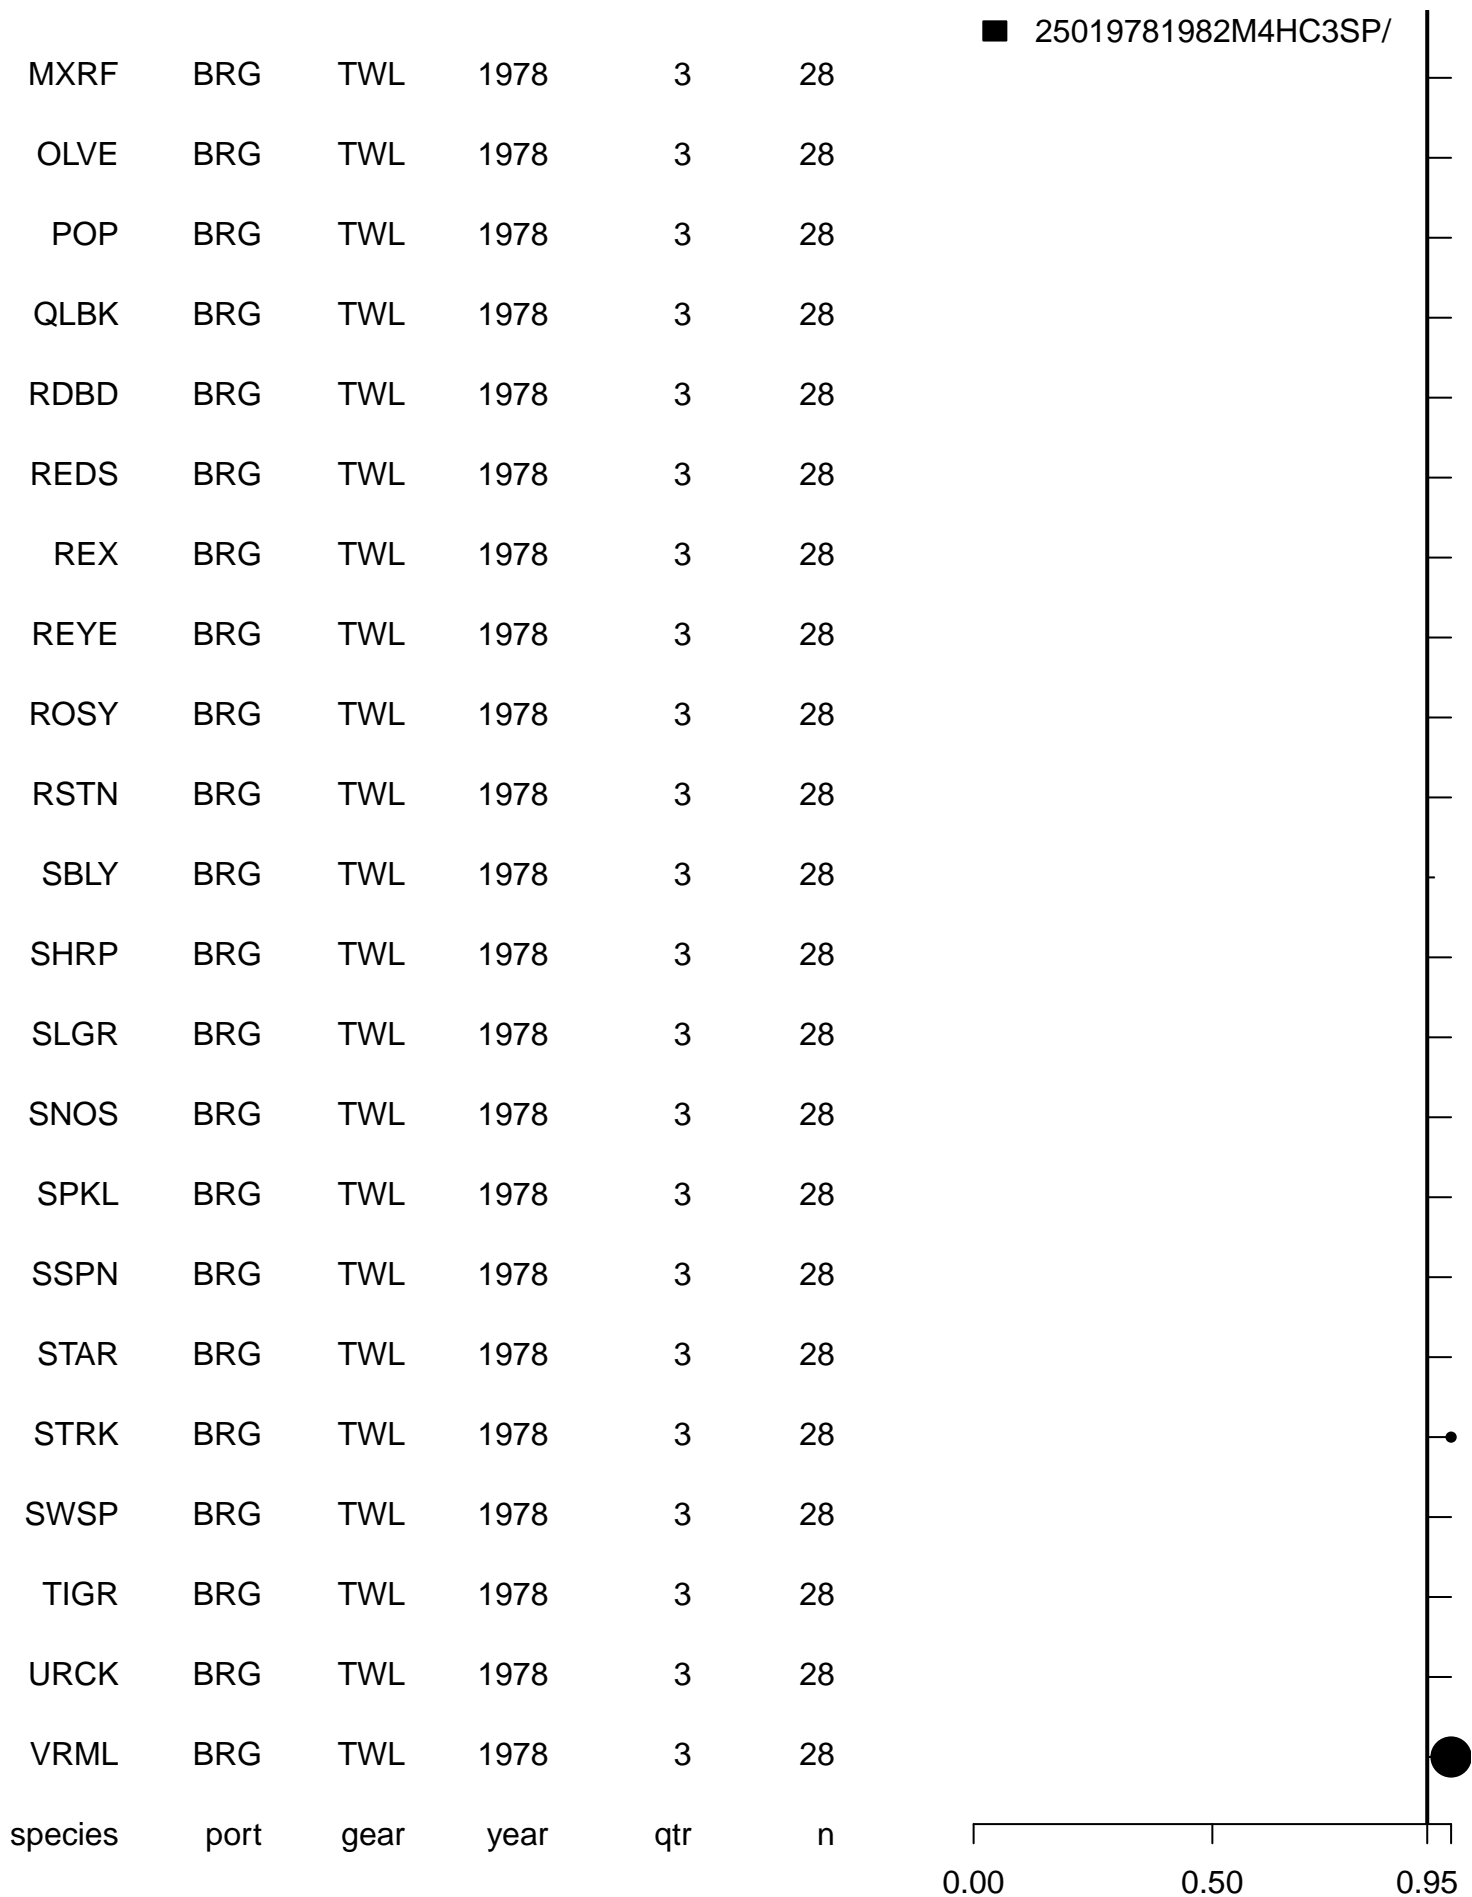 25019781982M4HC3SP/
MXRF BRG TWL 1978 3 28
OLVE BRG TWL 1978 3 28
POP BRG TWL 1978 3 28
QLBK BRG TWL 1978 3 28
RDBD BRG TWL 1978 3 28
REDS BRG TWL 1978 3 28
REX BRG TWL 1978 3 28
REYE BRG TWL 1978 3 28
ROSY BRG TWL 1978 3 28
RSTN BRG TWL 1978 3 28
SBLY BRG TWL 1978 3 28
SHRP BRG TWL 1978 3 28
SLGR BRG TWL 1978 3 28
SNOS BRG TWL 1978 3 28
SPKL BRG TWL 1978 3 28
SSPN BRG TWL 1978 3 28
STAR BRG TWL 1978 3 28
STRK BRG TWL 1978 3 28
SWSP BRG TWL 1978 3 28
TIGR BRG TWL 1978 3 28
URCK BRG TWL 1978 3 28
VRML BRG TWL 1978 3 28
species port gear year qtr n
0.00 0.50 0.95